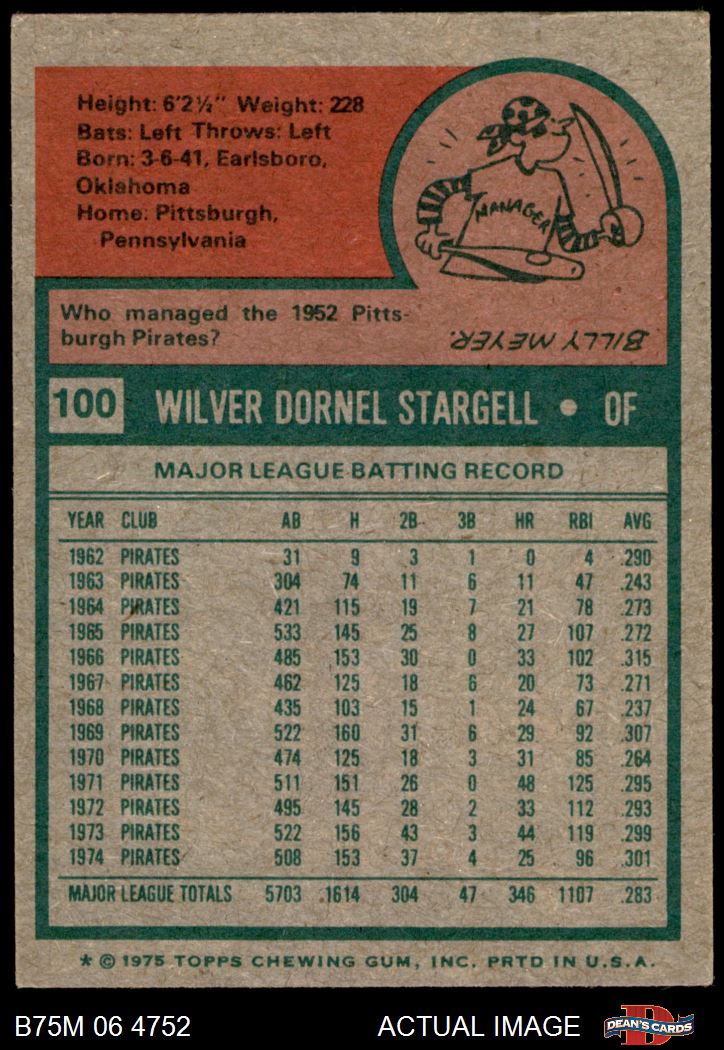 Height: 6'2½" Weight: 228
Bats: Left Throws: Left
Born: 3-6-41, Earlsboro,
Oklahoma
Home: Pittsburgh,
Pennsylvania
MANAGER
Who managed the 1952 Pitts-
burgh Pirates?
BILLY MEYER.
100 WILVER DORNEL STARGELL • OF
MAJOR LEAGUE BATTING RECORD
YEAR CLUB AB H 2B 3B HR RBI AVG
1962 PIRATES 31 9 3 1 0 4 .290
1963 PIRATES 304 74 11 6 11 47 .243
1964 PIRATES 421 115 19 7 21 78 .273
1965 PIRATES 533 145 25 8 27 107 .272
1966 PIRATES 485 153 30 0 33 102 .315
1967 PIRATES 462 125 18 6 20 73 .271
1968 PIRATES 435 103 15 1 24 67 .237
1969 PIRATES 522 160 31 6 29 92 .307
1970 PIRATES 474 125 18 3 31 85 .264
1971 PIRATES 511 151 26 0 48 125 .295
1972 PIRATES 495 145 28 2 33 112 .293
1973 PIRATES 522 156 43 3 44 119 .299
1974 PIRATES 508 153 37 4 25 96 .301
MAJOR LEAGUE TOTALS 5703 1614 304 47 346 1107 .283
* © 1975 TOPPS CHEWING GUM, INC. PRTD IN U.S.A.
B75M 06 4752 ACTUAL IMAGE D DEAN'S CARDS